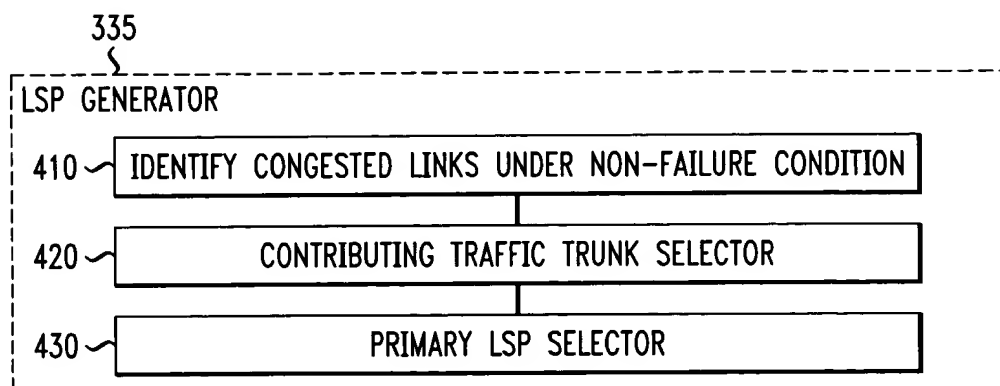 335
LSP GENERATOR
410 IDENTIFY CONGESTED LINKS UNDER NON-FAILURE CONDITION
420 CONTRIBUTING TRAFFIC TRUNK SELECTOR
430 PRIMARY LSP SELECTOR